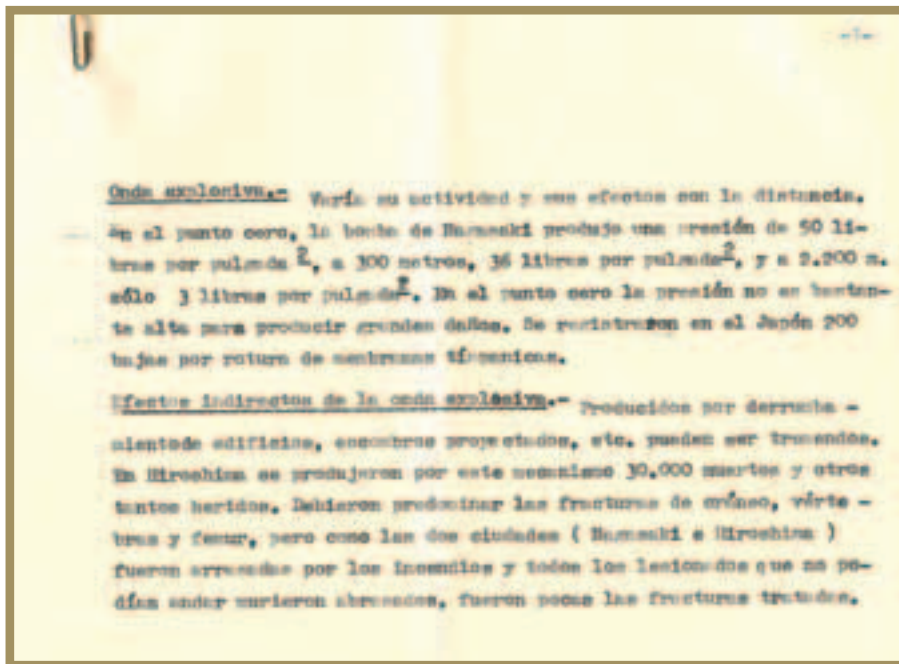 Onda explosiva.- Varía su actividad y sus efectos con la distancia.
En el punto cero, la bomba de Nagasaki produjo una presión de 50 li-
bras por pulgada 2, a 300 metros, 36 libras por pulgada2, y a 2.200 m.
sólo 3 libras por pulgada2. En el punto cero la presión no es bastan-
te alta para producir grandes daños. Se registraron en el Japón 200
bajas por rotura de membranas tímpanicas.
Efectos indirectos de la onda explosiva.- Producidos por derrumba -
mientode edificios, escombros proyectados, etc. pueden ser tremendos.
En Hiroshima se produjeron por este mecanismo 30.000 muertos y otros
tantos heridos. Debieron predominar las fracturas de cráneo, vérte -
bras y femur, pero como las dos ciudades ( Nagasaki e Hiroshima )
fueron arrasadas por los incendios y todos los lesionados que no po-
dían andar murieron abrasados, fueron pocas las fracturas tratadas.